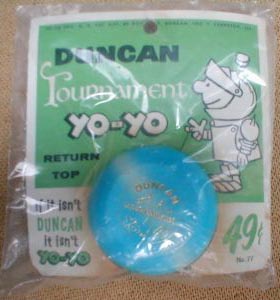 DUNCAN
Tournament
YO-YO
RETURN
TOP
if it isn't
DUNCAN
it isn't
YO-YO
DUNCAN
49¢
No. 77